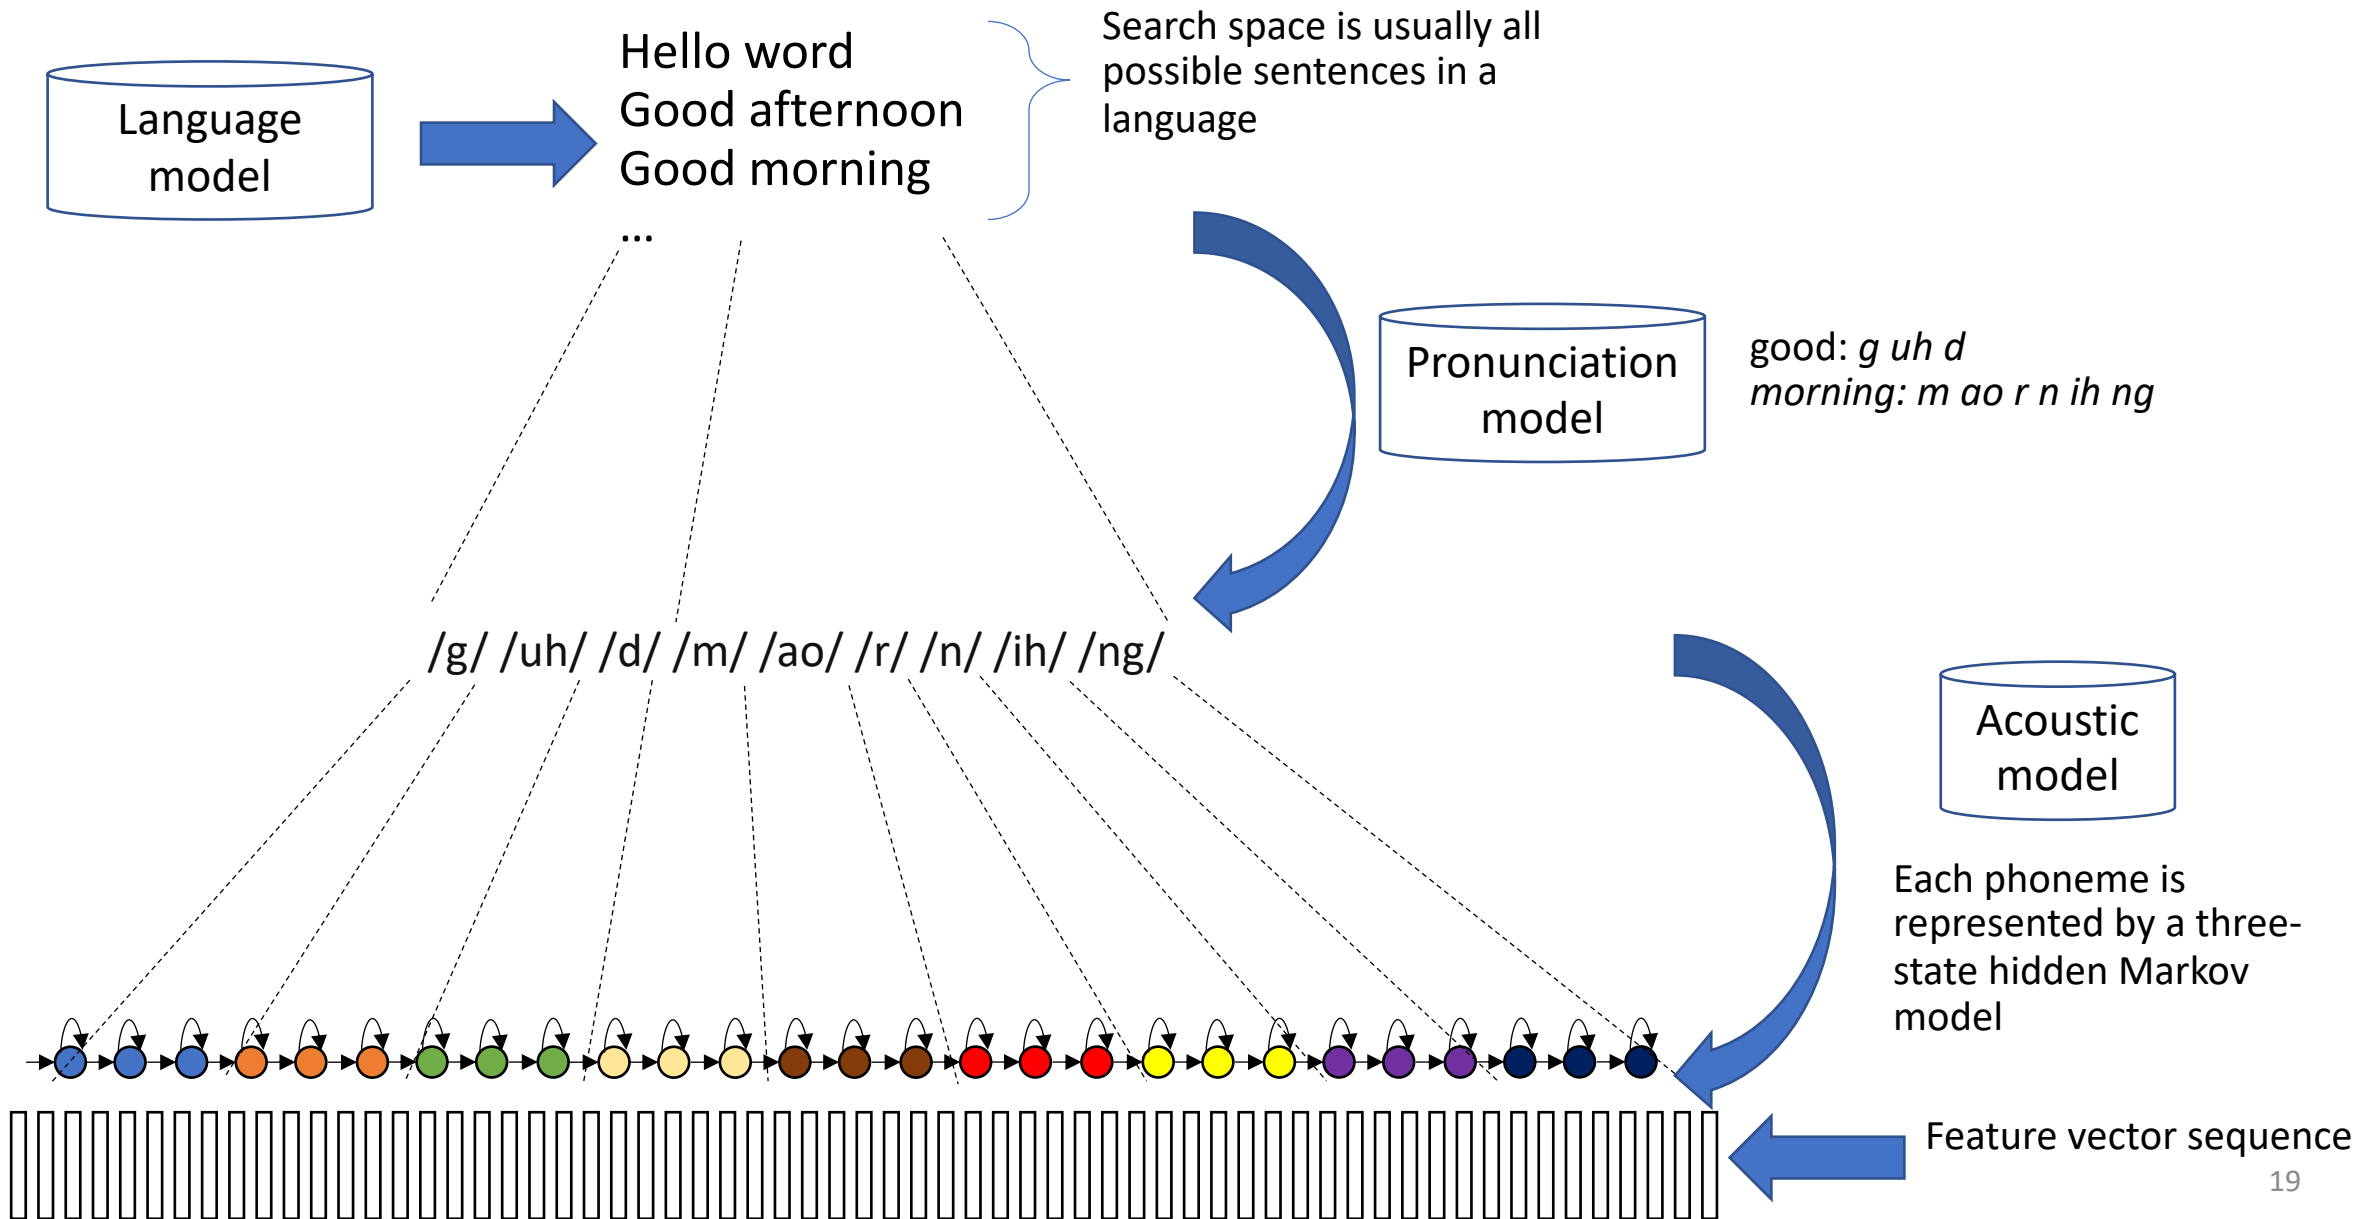 Language
model
Hello word
Good afternoon
Good morning
...
Search space is usually all
possible sentences in a
language
Pronunciation
model
good: g uh d
morning: m ao r n ih ng
/g/ /uh/ /d/ /m/ /ao/ /r/ /n/ /ih/ /ng/
Acoustic
model
Each phoneme is
represented by a three-
state hidden Markov
model
Feature vector sequence
19